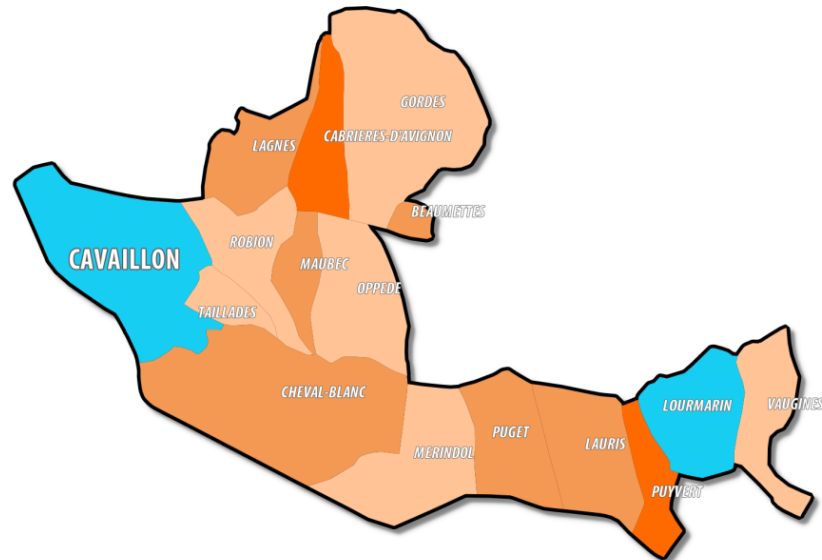 GORDES
CABRIERES-D'AVIGNON
LAGNES
BEAUMETTES
ROBION
CAVAILLON
MAUBEC
OPPEDE
TAILLADES
CHEVAL-BLANC
VAUGINES
LOURMARIN
PUGET
LAURIS
MERINDOL
PUYVERT